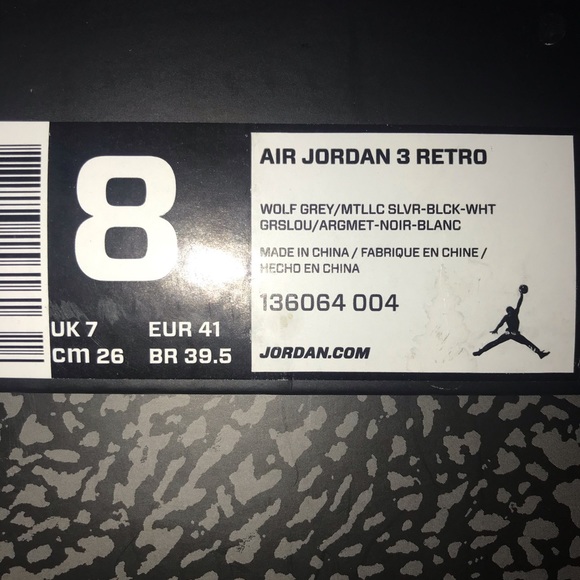 8
UK 7 EUR 41
cm 26 BR 39.5
AIR JORDAN 3 RETRO
WOLF GREY/MTLLC SLVR-BLCK-WHT
GRSLOU/ARGMET-NOIR-BLANC
MADE IN CHINA / FABRIQUE EN CHINE /
HECHO EN CHINA
136064 004
JORDAN.COM